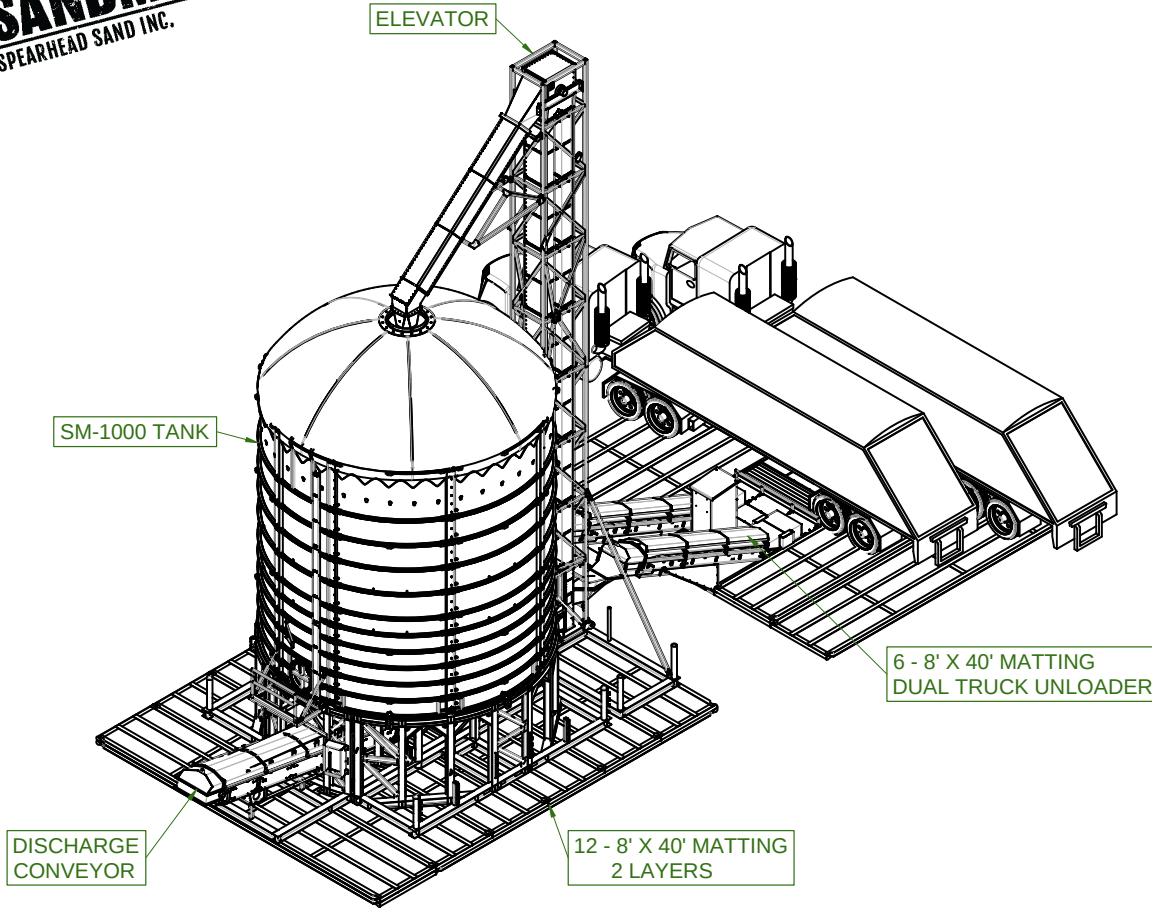 SPEARHEAD SAND INC.
ELEVATOR
SM-1000 TANK
6 - 8' X 40' MATTING
DUAL TRUCK UNLOADER
DISCHARGE
CONVEYOR
12 - 8' X 40' MATTING
2 LAYERS